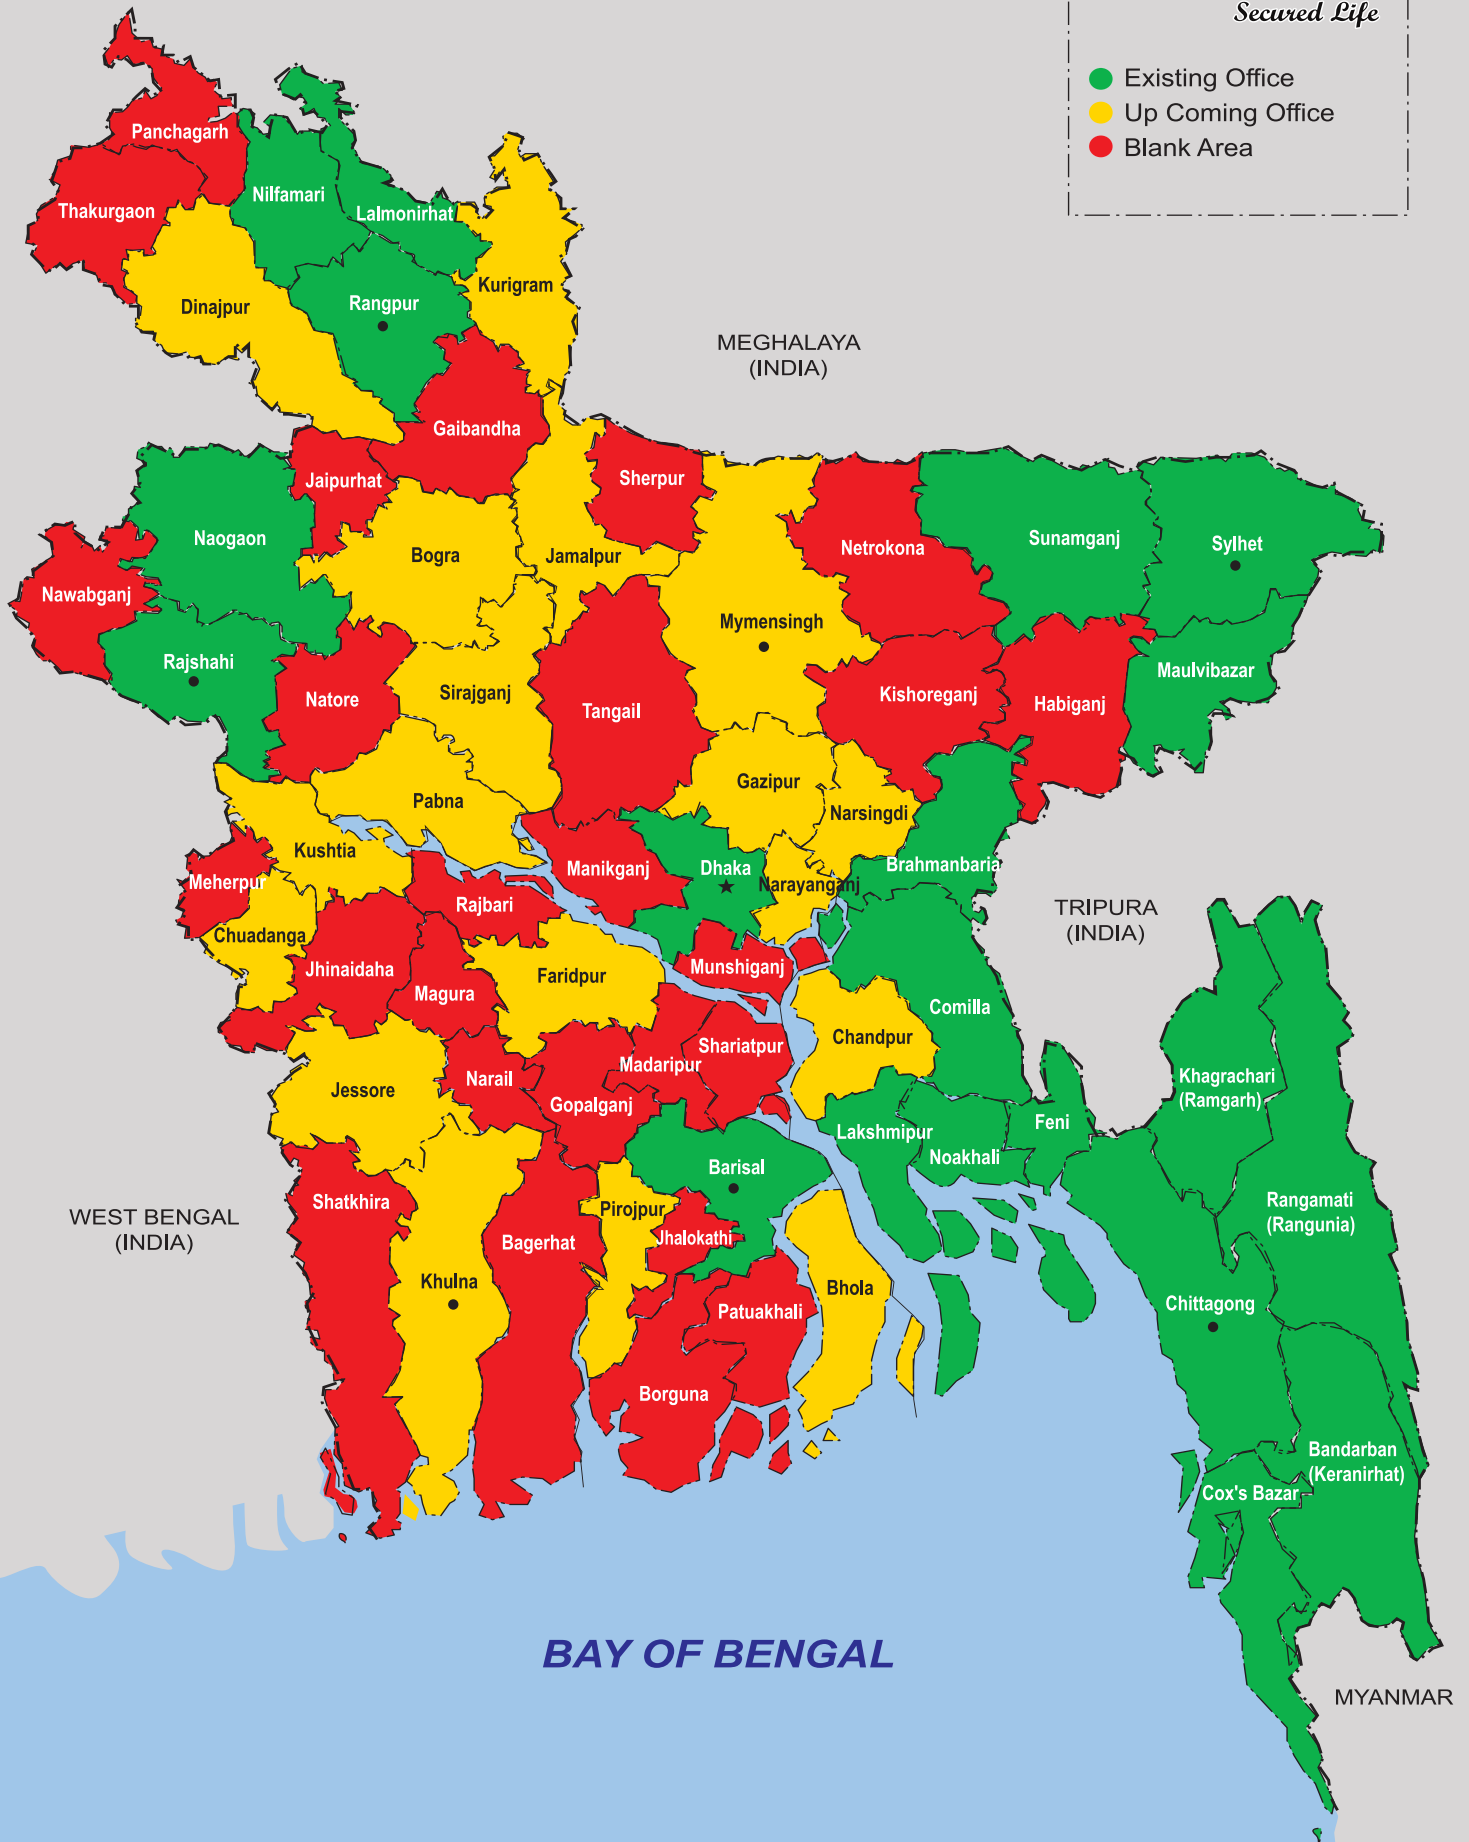 Secured Life
Existing Office
Up Coming Office
Blank Area
Panchagarh
Thakurgaon
Nilfamari
Lalmonirhat
Dinajpur
Rangpur
Kurigram
MEGHALAYA
(INDIA)
Gaibandha
Jaipurhat
Sherpur
Naogaon
Bogra
Jamalpur
Netrokona
Sunamganj
Sylhet
Nawabganj
Mymensingh
Rajshahi
Maulvibazar
Natore
Sirajganj
Tangail
Kishoreganj
Habiganj
Gazipur
Pabna
Narsingdi
Kushtia
Manikganj
Dhaka
Brahmanbaria
Meherpur
Narayanganj
Rajbari
TRIPURA
(INDIA)
Chuadanga
Jhinaidaha
Faridpur
Munshiganj
Magura
Comilla
Chandpur
Shariatpur
Madaripur
Narail
Jessore
Gopalganj
Khagrachari
(Ramgarh)
Feni
Lakshmipur
Noakhali
Barisal
Shatkhira
Pirojpur
Rangamati
(Rangunia)
WEST BENGAL
(INDIA)
Bagerhat
Jhalokathi
Khulna
Bhola
Patuakhali
Chittagong
Borguna
Bandarban
(Keranirhat)
Cox's Bazar
BAY OF BENGAL
MYANMAR